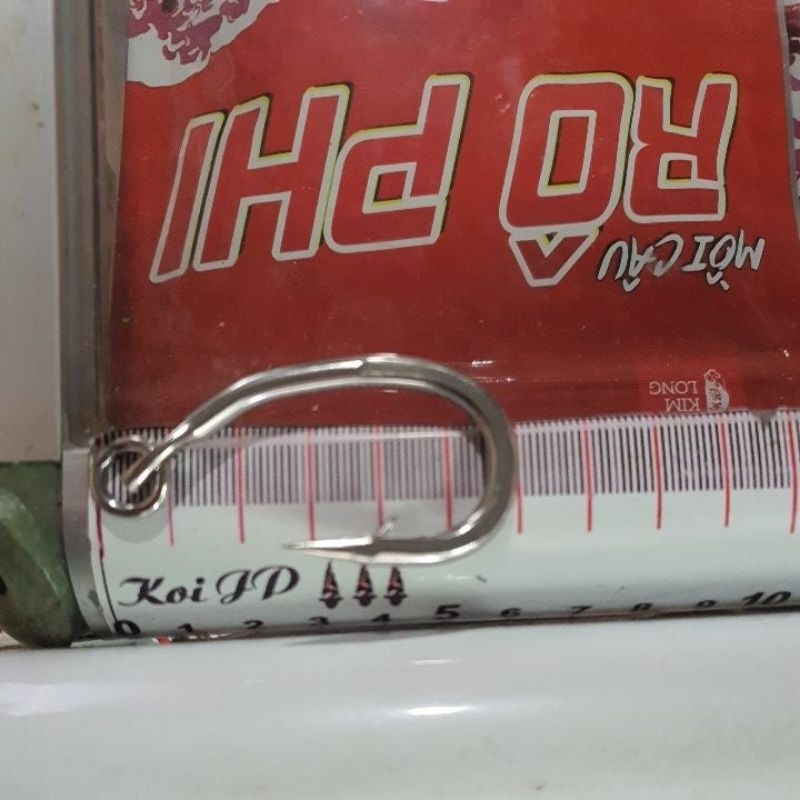 MỒI CÂU
RÔ PHI
KIM
LONG
Koi JP
0 1 2 3 4 5 6 7 8 9 10